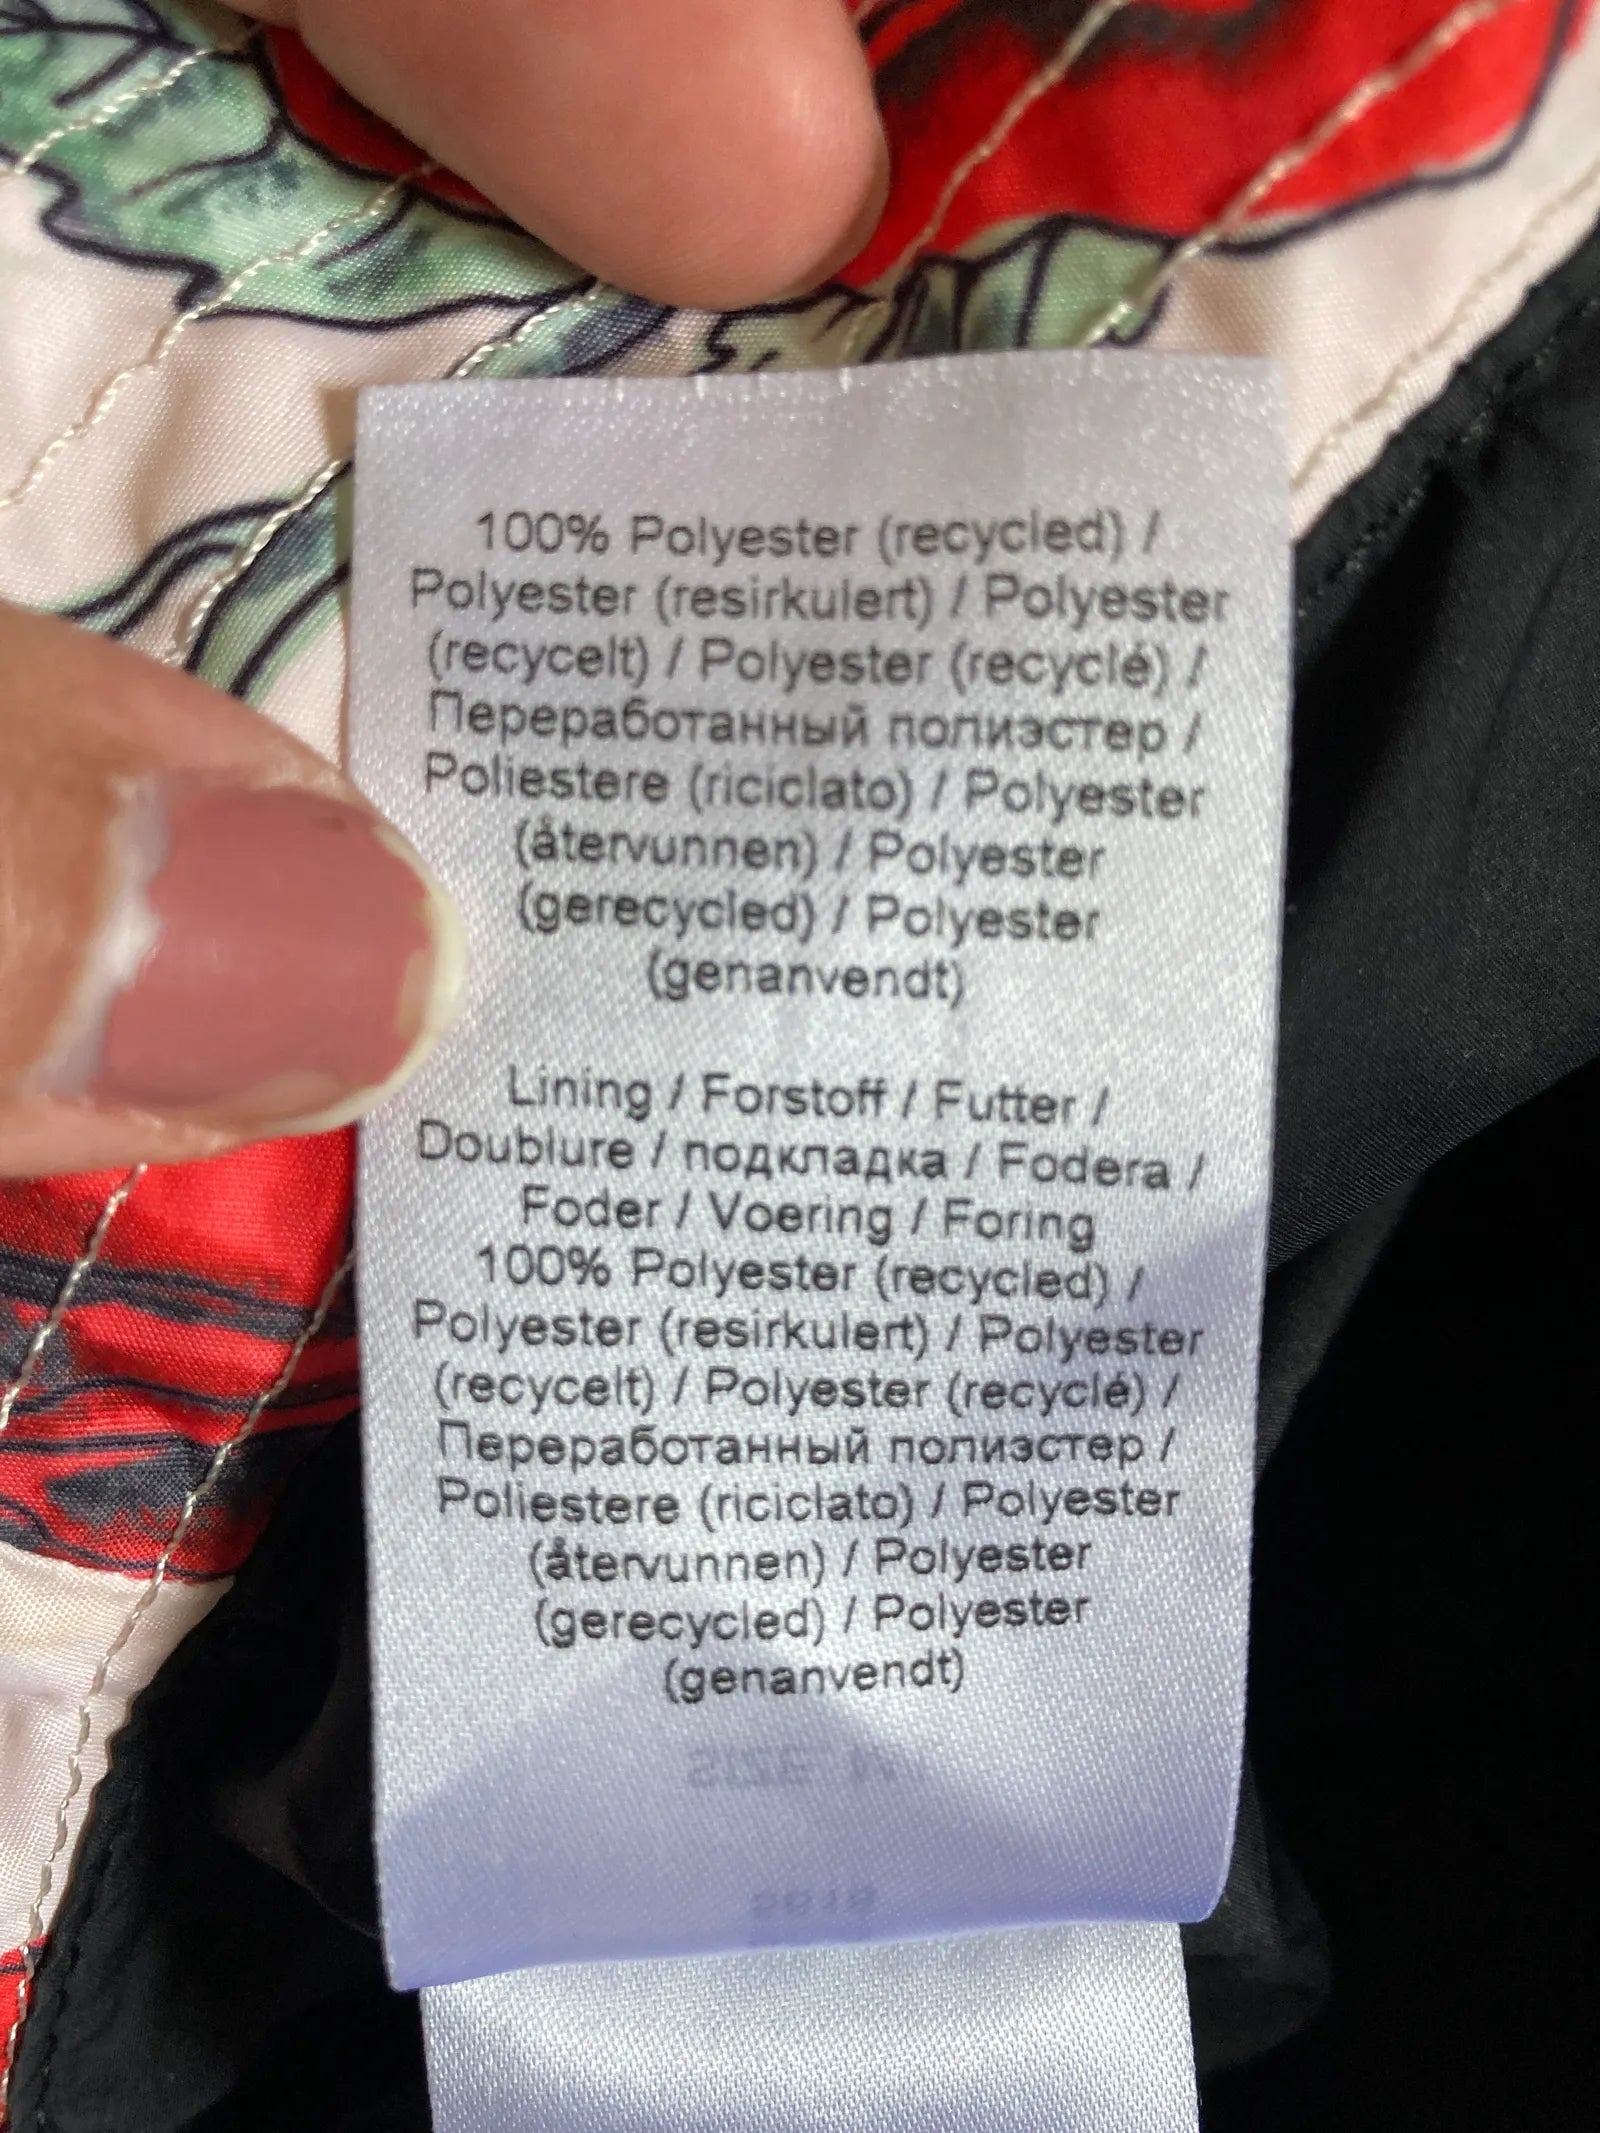 100% Polyester (recycled) /
Polyester (resirkulert) / Polyester
(recycelt) / Polyester (recyclé) /
Переработанный полиэстер /
Poliestere (riciclato) / Polyester
(återvunnen) / Polyester
(gerecycled) / Polyester
(genanvendt)
Lining / Forstoff / Futter /
Doublure / подкладка / Fodera /
Foder / Voering / Foring
100% Polyester (recycled) /
Polyester (resirkulert) / Polyester
(recycelt) / Polyester (recyclé) /
Переработанный полиэстер /
Poliestere (riciclato) / Polyester
(återvunnen) / Polyester
(gerecycled) / Polyester
(genanvendt)